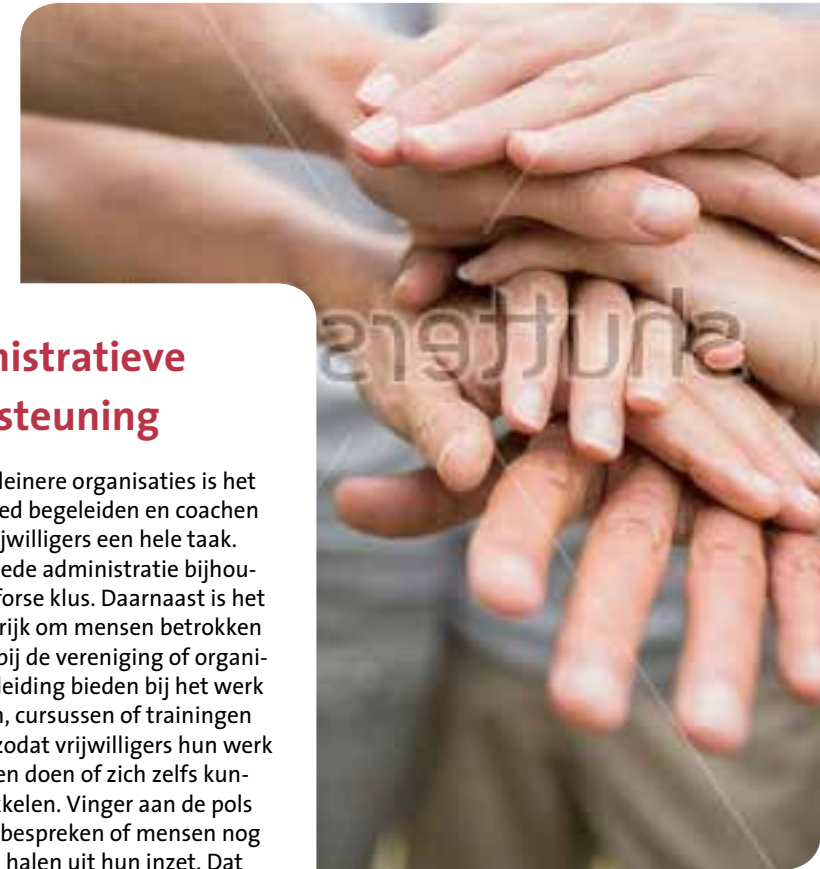 nistratieve
steuning
leinere organisaties is het
ed begeleiden en coachen
ijwilligers een hele taak.
ede administratie bijhou-
forse klus. Daarnaast is het
rijk om mensen betrokken
bij de vereniging of organi-
leiding bieden bij het werk
n, cursussen of trainingen
zodat vrijwilligers hun werk
en doen of zich zelfs kun-
kkelen. Vinger aan de pols
bespreken of mensen nog
halen uit hun inzet. Dat
shutters